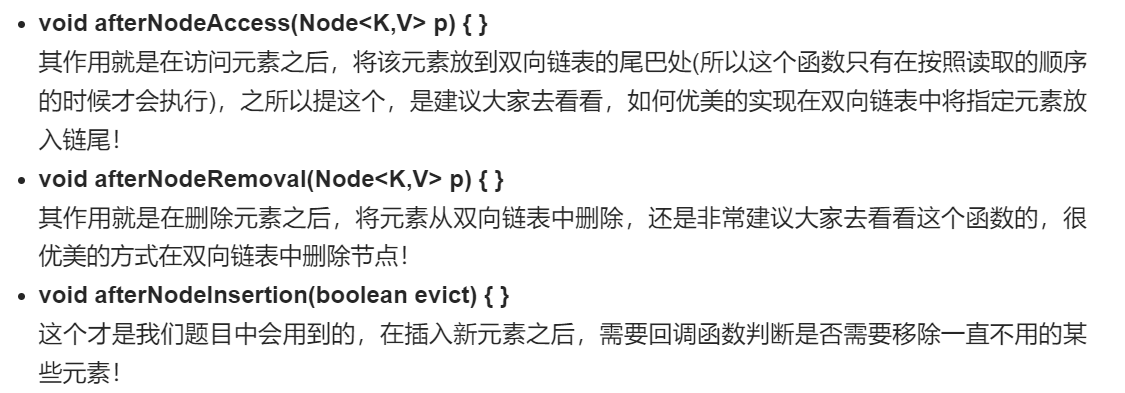 • void afterNodeAccess(Node<K,V> p) { }
其作用就是在访问元素之后，将该元素放到双向链表的尾巴处(所以这个函数只有在按照读取的顺序
的时候才会执行)，之所以提这个，是建议大家去看看，如何优美的实现在双向链表中将指定元素放
入链尾！
• void afterNodeRemoval(Node<K,V> p) { }
其作用就是在删除元素之后，将元素从双向链表中删除，还是非常建议大家去看看这个函数的，很
优美的方式在双向链表中删除节点！
• void afterNodeInsertion(boolean evict) { }
这个才是我们题目中会用到的，在插入新元素之后，需要回调函数判断是否需要移除一直不用的某
些元素！